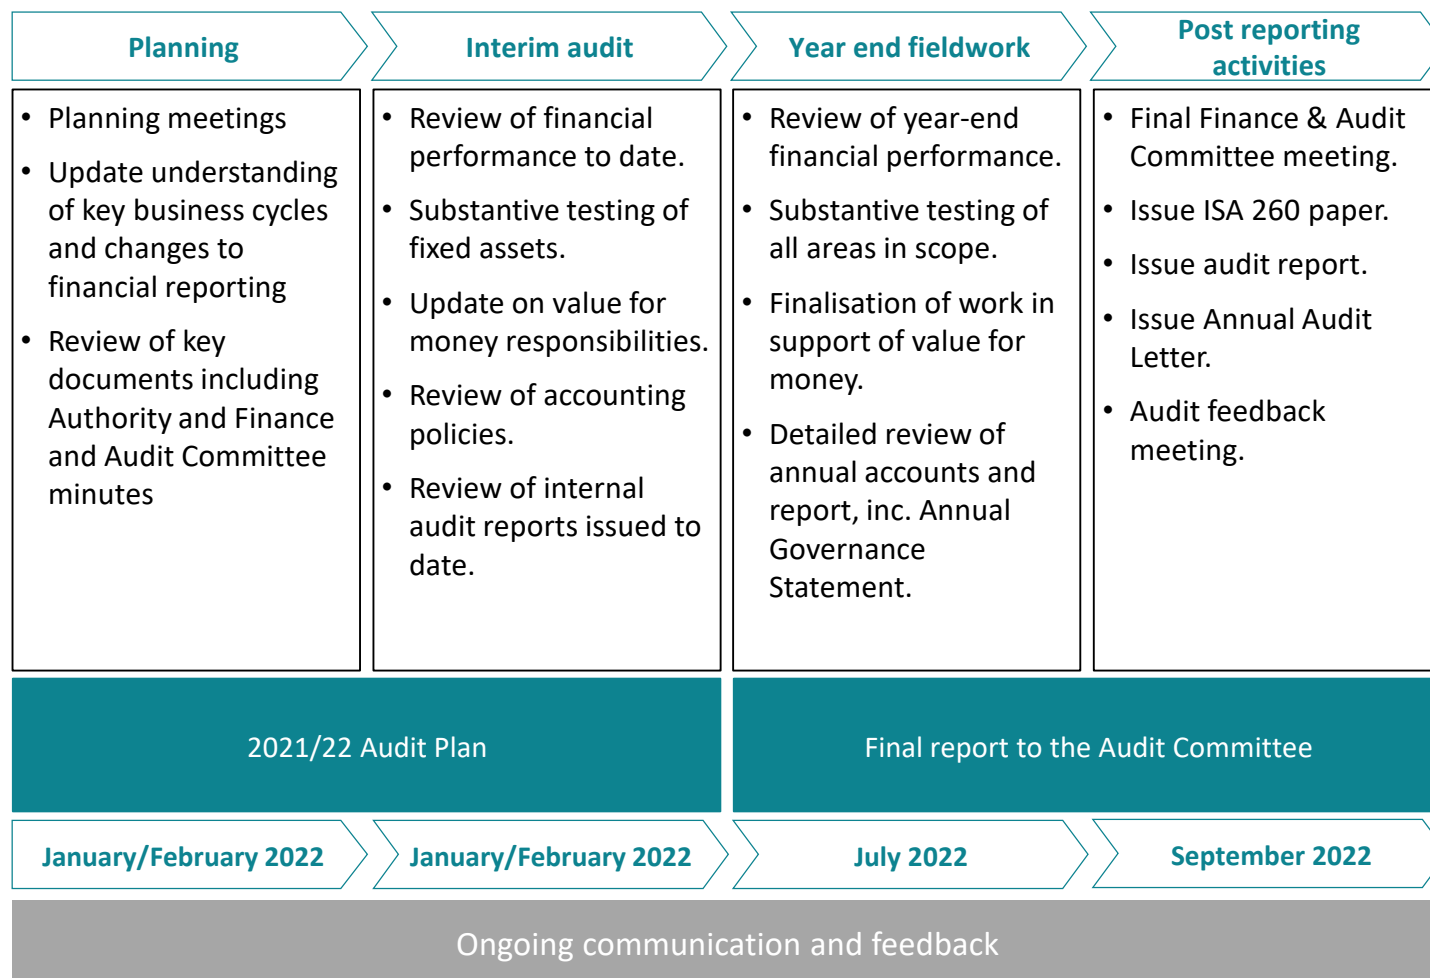 Planning
Interim audit
Year end fieldwork
Post reporting
activities
• Planning meetings
• Update understanding
of key business cycles
and changes to
financial reporting
• Review of key
documents including
Authority and Finance
and Audit Committee
minutes
• Review of financial
performance to date.
• Substantive testing of
fixed assets.
• Update on value for
money responsibilities.
• Review of accounting
policies.
• Review of internal
audit reports issued to
date.
• Review of year-end
financial performance.
• Substantive testing of
all areas in scope.
• Finalisation of work in
support of value for
money.
• Detailed review of
annual accounts and
report, inc. Annual
Governance
Statement.
• Final Finance & Audit
Committee meeting.
• Issue ISA 260 paper.
• Issue audit report.
• Issue Annual Audit
Letter.
• Audit feedback
meeting.
2021/22 Audit Plan
Final report to the Audit Committee
January/February 2022
January/February 2022
July 2022
September 2022
Ongoing communication and feedback